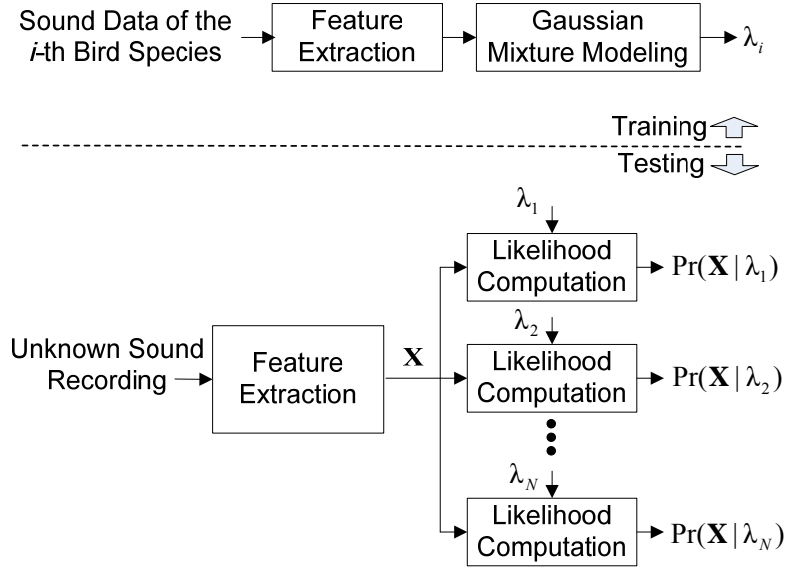 Sound Data of the
i-th Bird Species
Feature
Extraction
Gaussian
Mixture Modeling
λi
Training
Testing
λ1
Likelihood
Computation
Pr(X | λ1)
Unknown Sound
Recording
Feature
Extraction
X
λ2
Likelihood
Computation
Pr(X | λ2)
λN
Likelihood
Computation
Pr(X | λN)